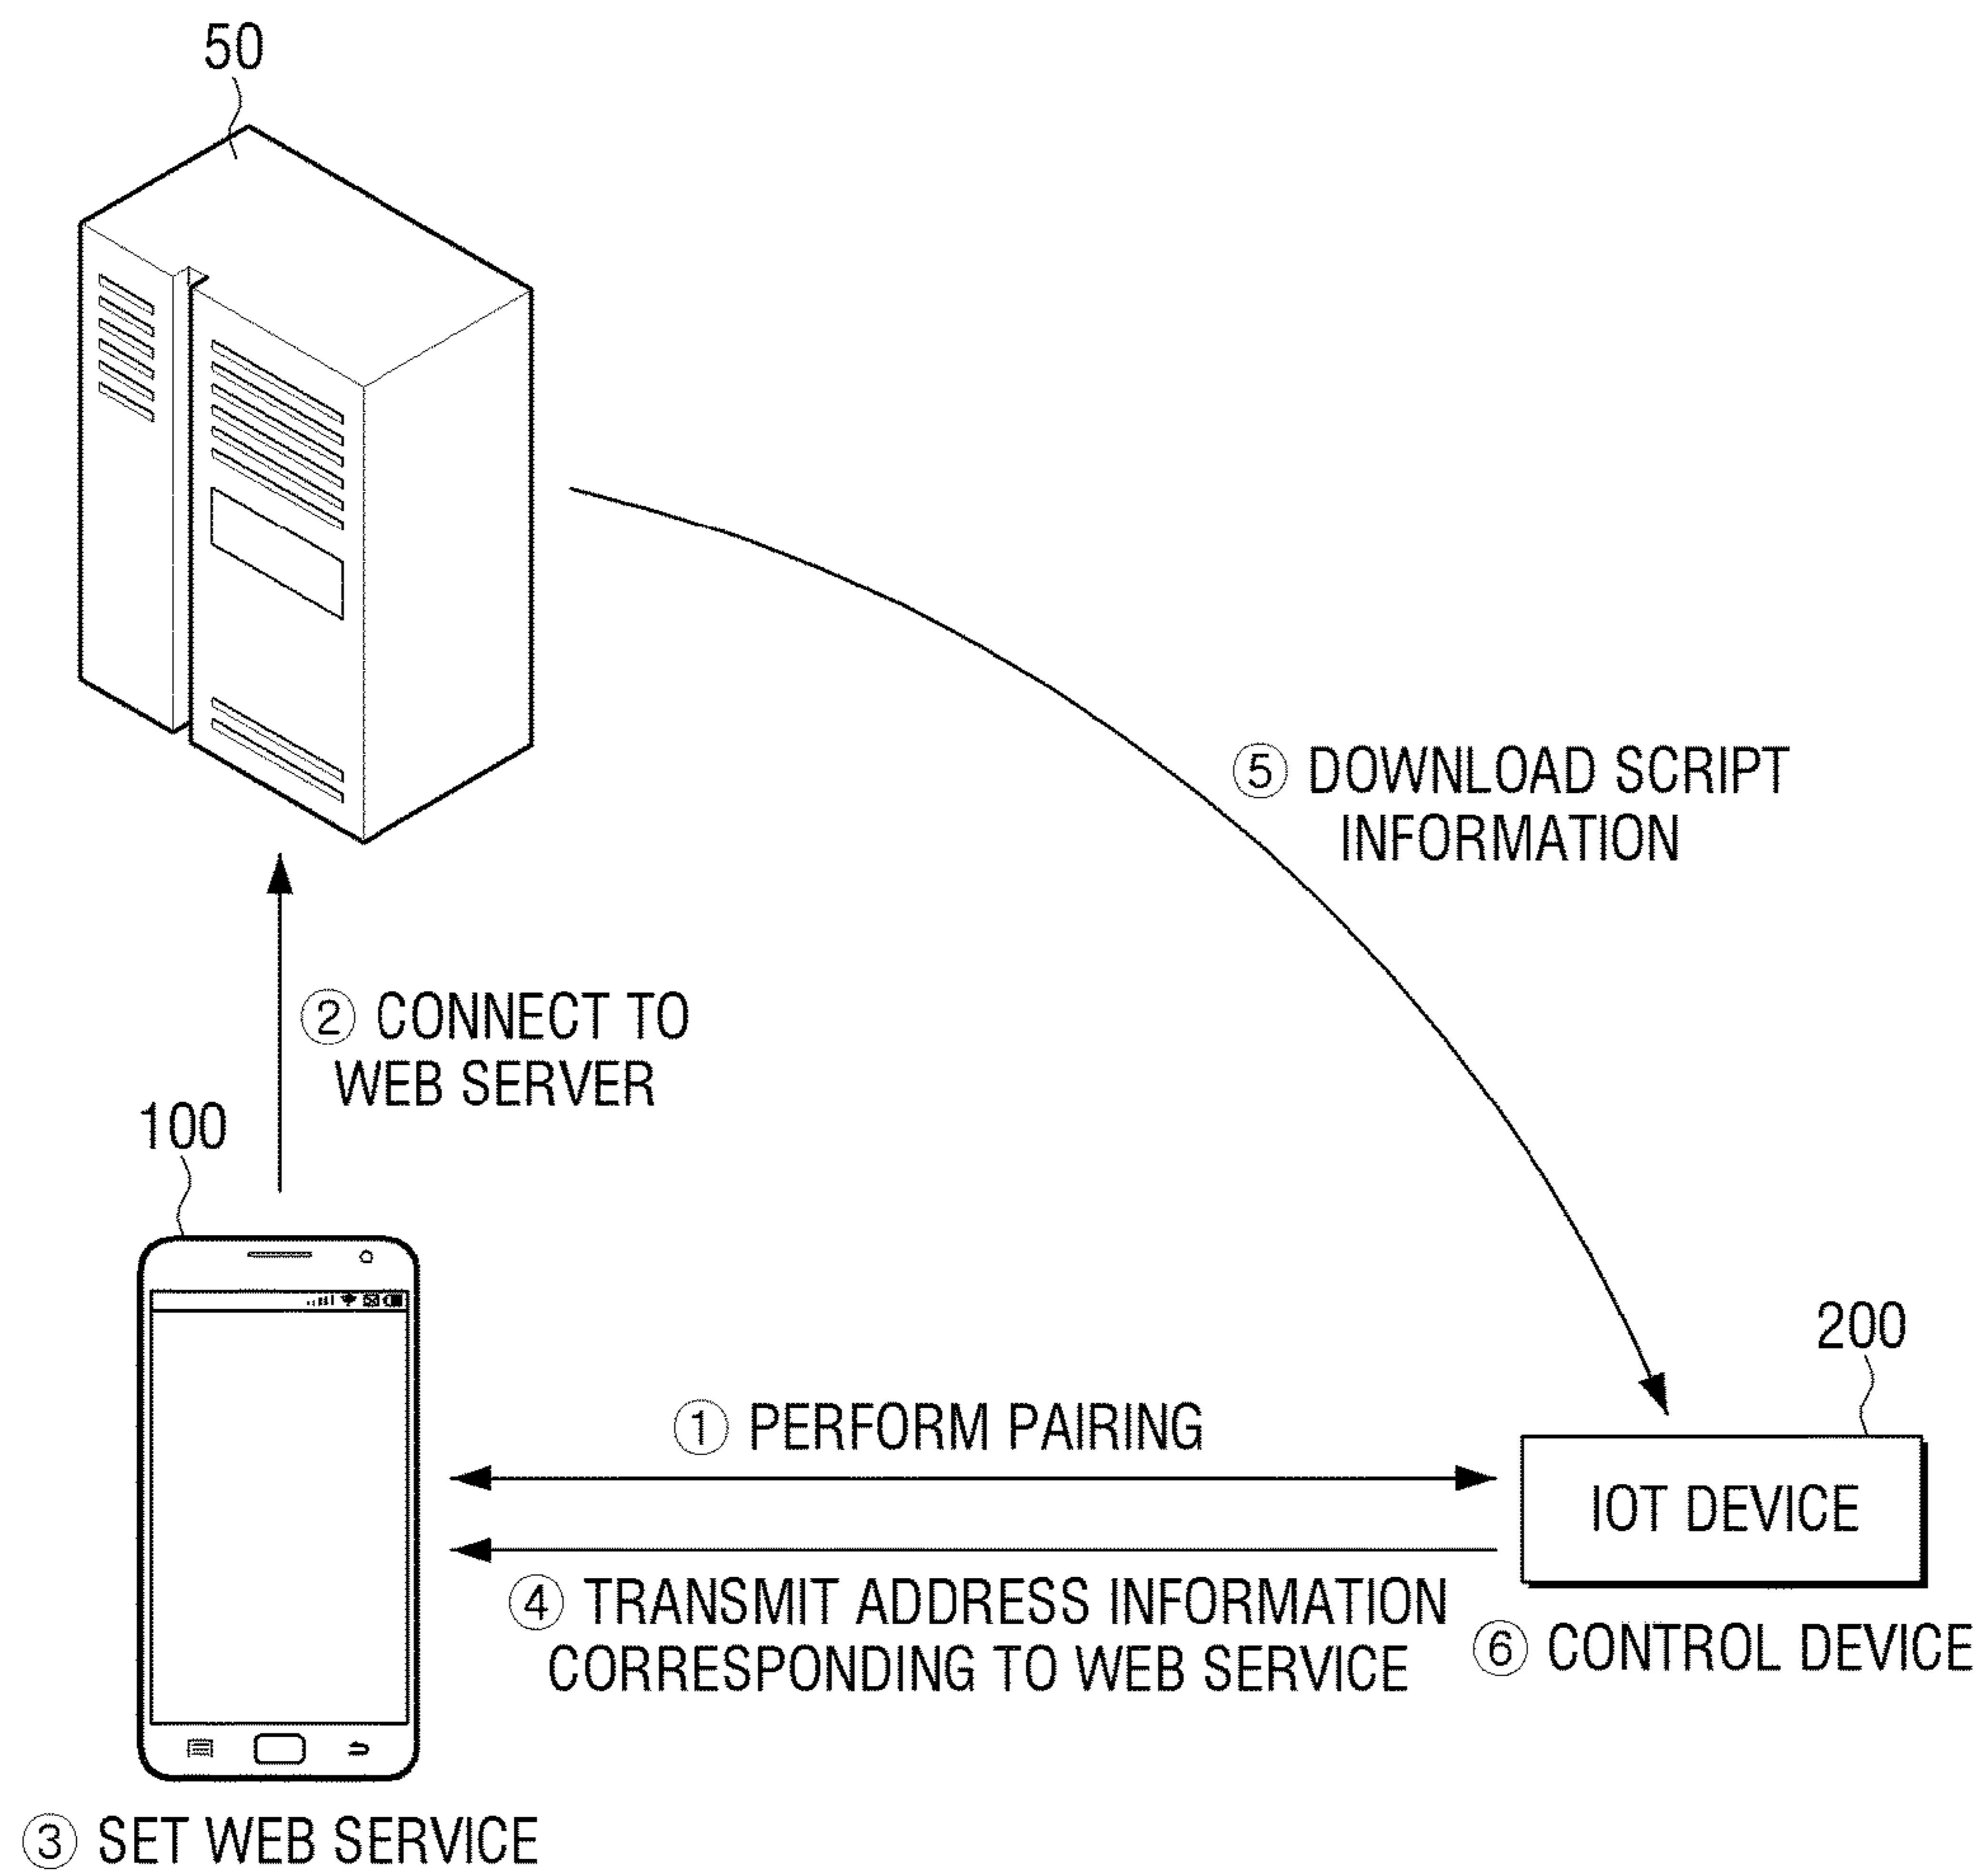 50
⑤ DOWNLOAD SCRIPT
INFORMATION
② CONNECT TO
WEB SERVER
100
200
① PERFORM PAIRING
IOT DEVICE
④ TRANSMIT ADDRESS INFORMATION
CORRESPONDING TO WEB SERVICE
⑥ CONTROL DEVICE
③ SET WEB SERVICE